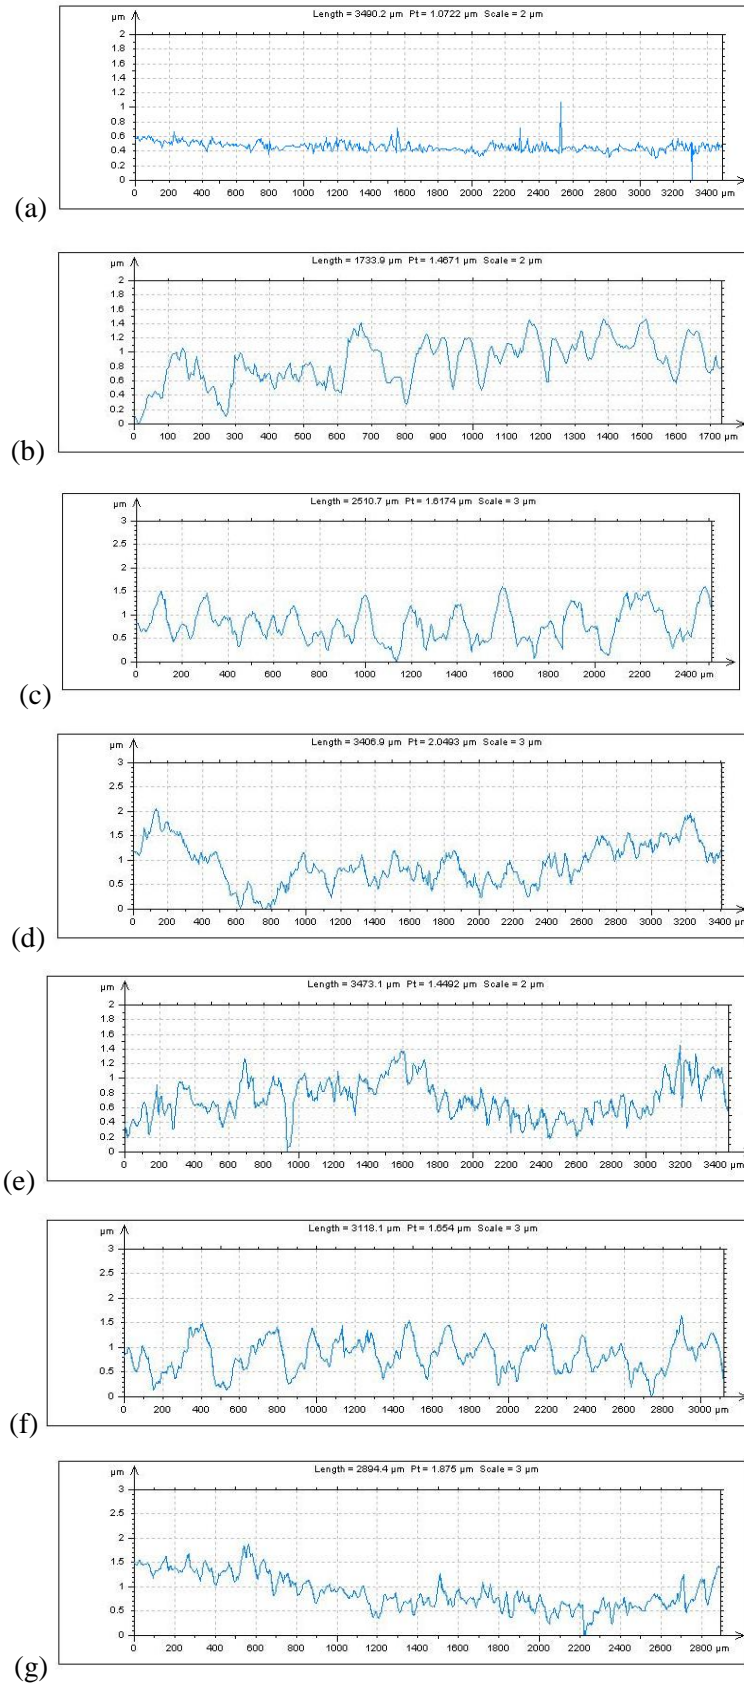 Length = 3490.2 µm  Pt = 1.0722 µm  Scale = 2 µm
µm
2
1.8
1.6
1.4
1.2
1
0.8
0.6
0.4
0.2
0
0 200 400 600 800 1000 1200 1400 1600 1800 2000 2200 2400 2600 2800 3000 3200 3400 µm
(a)
Length = 1733.9 µm  Pt = 1.4671 µm  Scale = 2 µm
µm
2
1.8
1.6
1.4
1.2
1
0.8
0.6
0.4
0.2
0
0 100 200 300 400 500 600 700 800 900 1000 1100 1200 1300 1400 1500 1600 1700 µm
(b)
Length = 2510.7 µm  Pt = 1.6174 µm  Scale = 3 µm
µm
3
2.5
2
1.5
1
0.5
0
0 200 400 600 800 1000 1200 1400 1600 1800 2000 2200 2400 µm
(c)
Length = 3406.9 µm  Pt = 2.0493 µm  Scale = 3 µm
µm
3
2.5
2
1.5
1
0.5
0
0 200 400 600 800 1000 1200 1400 1600 1800 2000 2200 2400 2600 2800 3000 3200 3400 µm
(d)
Length = 3473.1 µm  Pt = 1.4492 µm  Scale = 2 µm
µm
2
1.8
1.6
1.4
1.2
1
0.8
0.6
0.4
0.2
0
0 200 400 600 800 1000 1200 1400 1600 1800 2000 2200 2400 2600 2800 3000 3200 3400 µm
(e)
Length = 3118.1 µm  Pt = 1.654 µm  Scale = 3 µm
µm
3
2.5
2
1.5
1
0.5
0
0 200 400 600 800 1000 1200 1400 1600 1800 2000 2200 2400 2600 2800 3000 µm
(f)
Length = 2894.4 µm  Pt = 1.875 µm  Scale = 3 µm
µm
3
2.5
2
1.5
1
0.5
0
0 200 400 600 800 1000 1200 1400 1600 1800 2000 2200 2400 2600 2800 µm
(g)